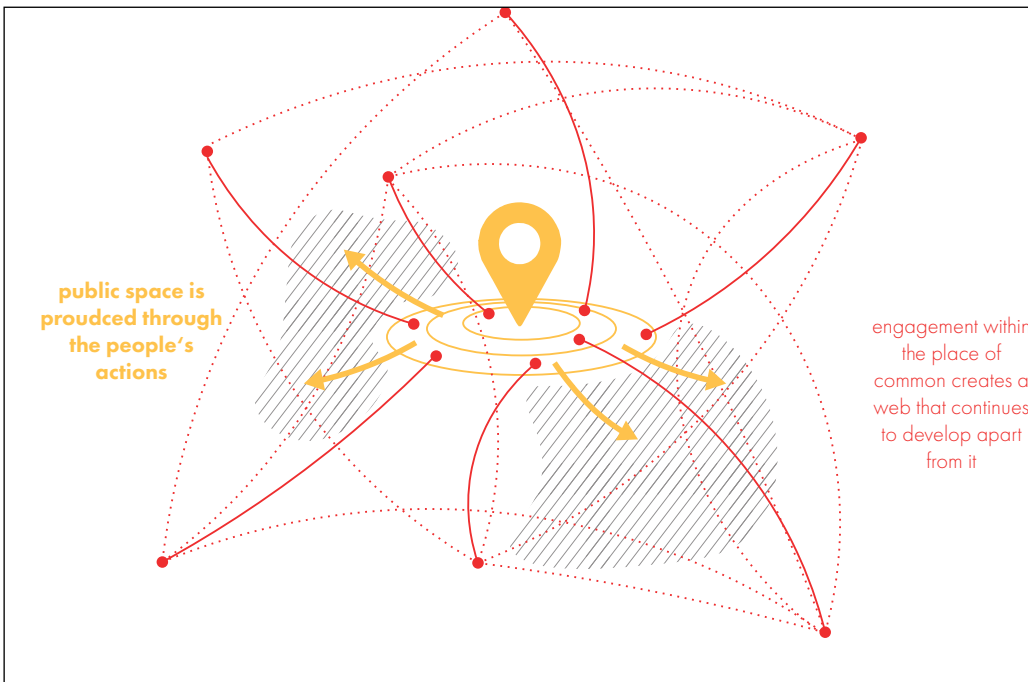 public space is
proudced through
the people‘s
actions
engagement within
the place of
common creates a
web that continues
to develop apart
from it